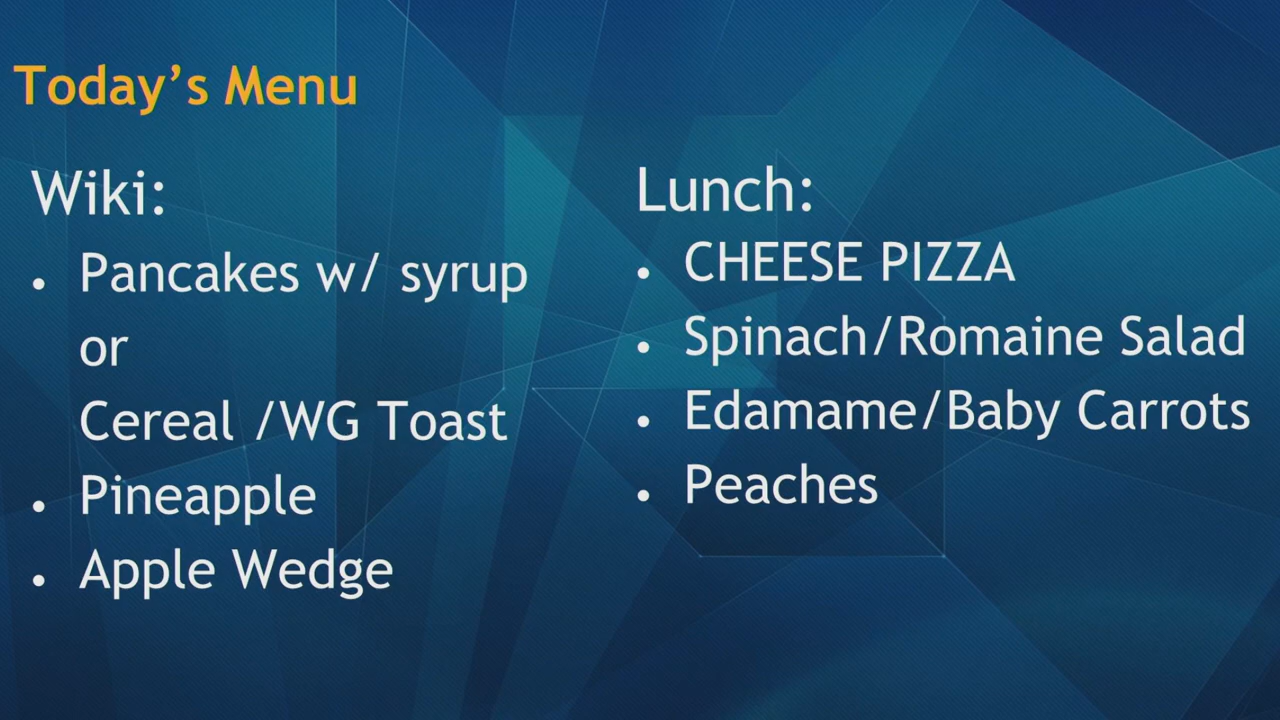 Today's Menu
Wiki:
• Pancakes w/ syrup
or
Cereal /WG Toast
• Pineapple
• Apple Wedge
Lunch:
• CHEESE PIZZA
• Spinach/Romaine Salad
• Edamame/Baby Carrots
• Peaches